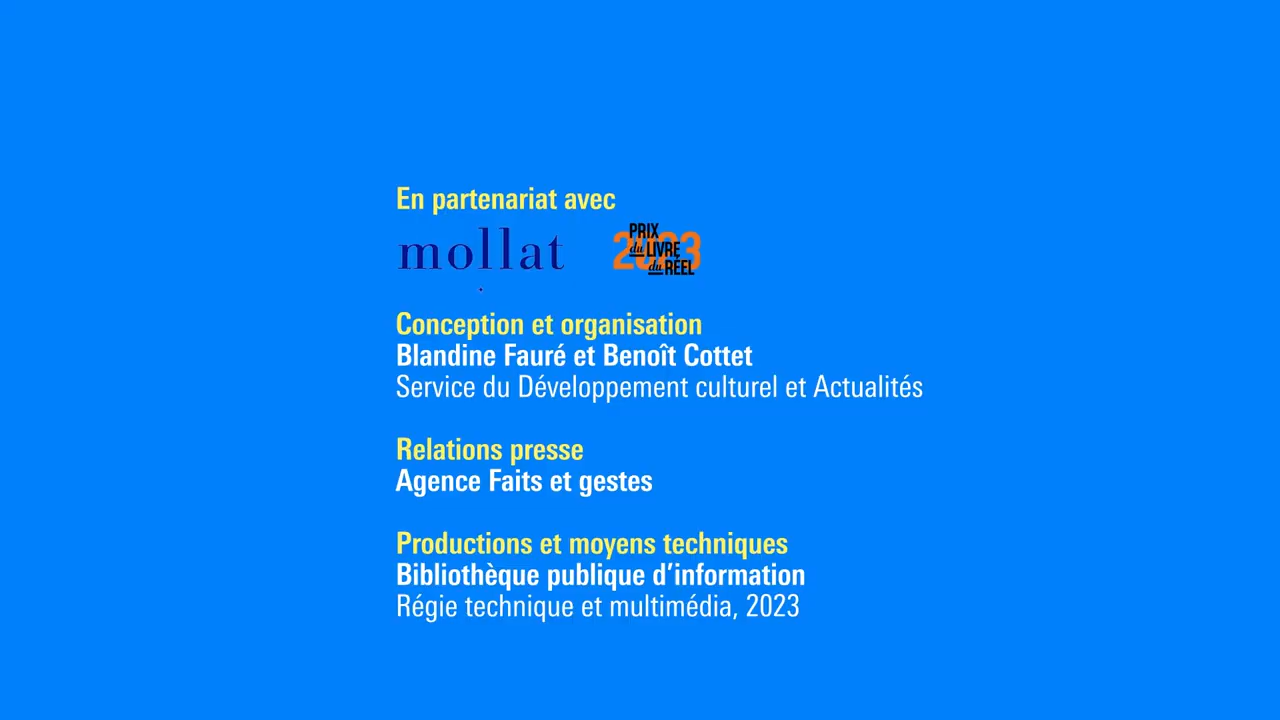 En partenariat avec
mollat
2023
PRIX
du LIVRE
du RÉEL
Conception et organisation
Blandine Fauré et Benoît Cottet
Service du Développement culturel et Actualités
Relations presse
Agence Faits et gestes
Productions et moyens techniques
Bibliothèque publique d’information
Régie technique et multimédia, 2023